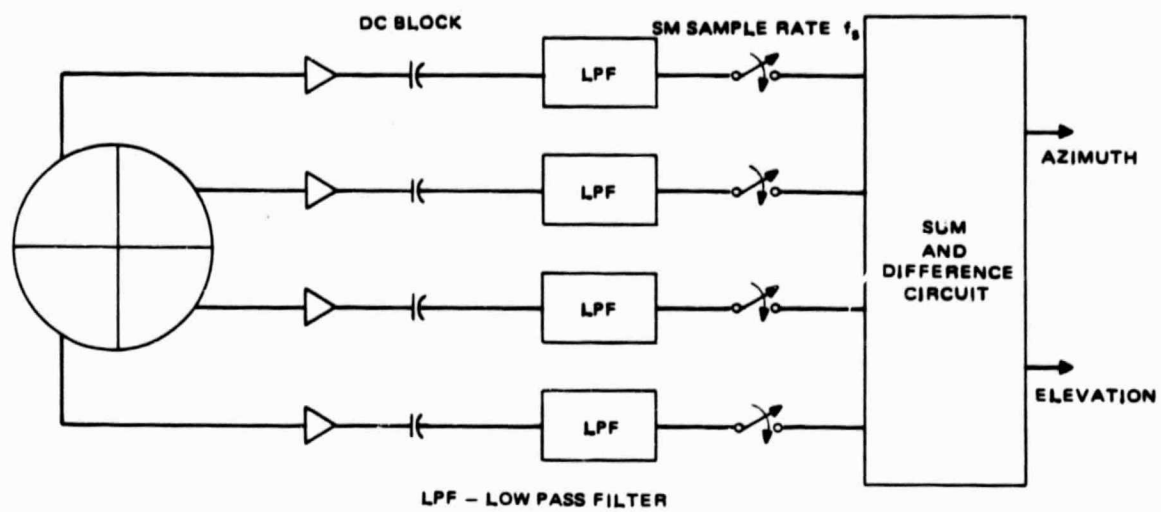 DC BLOCK
SM SAMPLE RATE fs
LPF
LPF
LPF
LPF
SUM
AND
DIFFERENCE
CIRCUIT
AZIMUTH
ELEVATION
LPF – LOW PASS FILTER